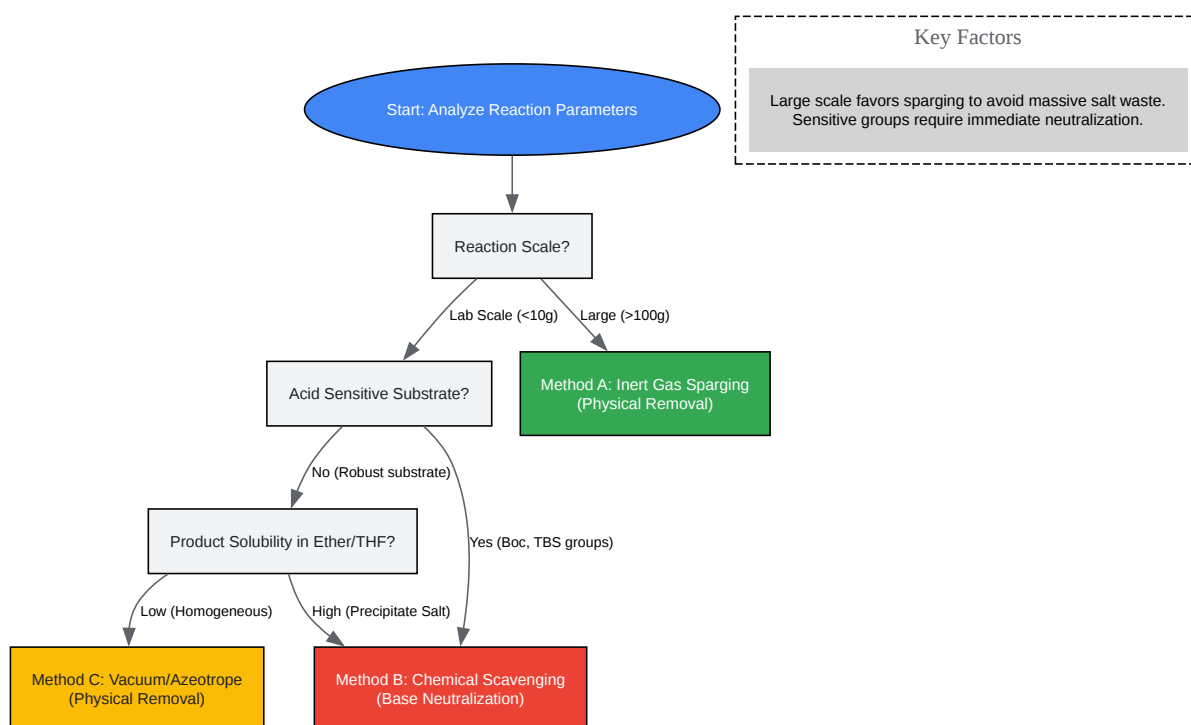 Key Factors
Large scale favors sparging to avoid massive salt waste.
Sensitive groups require immediate neutralization.
Start: Analyze Reaction Parameters
Reaction Scale?
Lab Scale (<10g)
Large (>100g)
Acid Sensitive Substrate?
Method A: Inert Gas Sparging
(Physical Removal)
No (Robust substrate)
Product Solubility in Ether/THF?
Yes (Boc, TBS groups)
Low (Homogeneous)
High (Precipitate Salt)
Method C: Vacuum/Azeotrope
(Physical Removal)
Method B: Chemical Scavenging
(Base Neutralization)